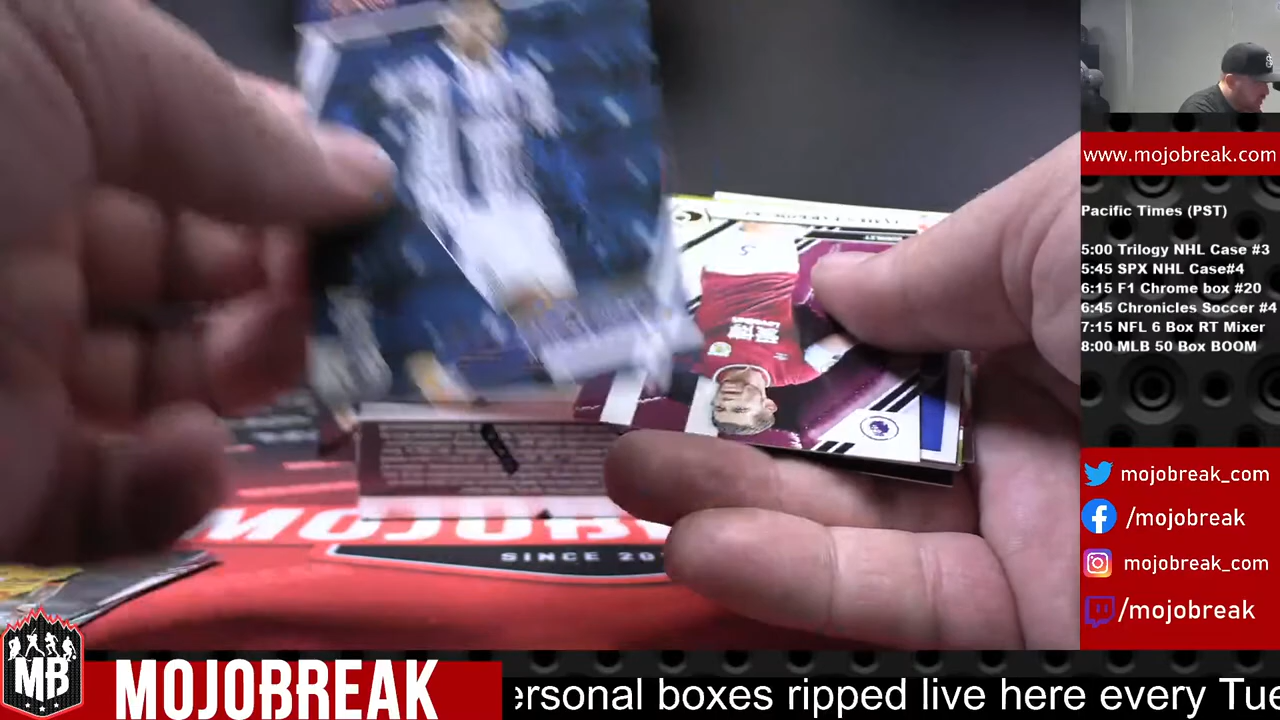 www.mojobreak.com
Pacific Times (PST)
5:00 Trilogy NHL Case #3
5:45 SPX NHL Case#4
6:15 F1 Chrome box #20
6:45 Chronicles Soccer #4
7:15 NFL 6 Box RT Mixer
8:00 MLB 50 Box BOOM
mojobreak_com
/mojobreak
mojobreak_com
/mojobreak
MOJOB
SINCE 20
MB
MOJOBREAK
ersonal boxes ripped live here every Tue